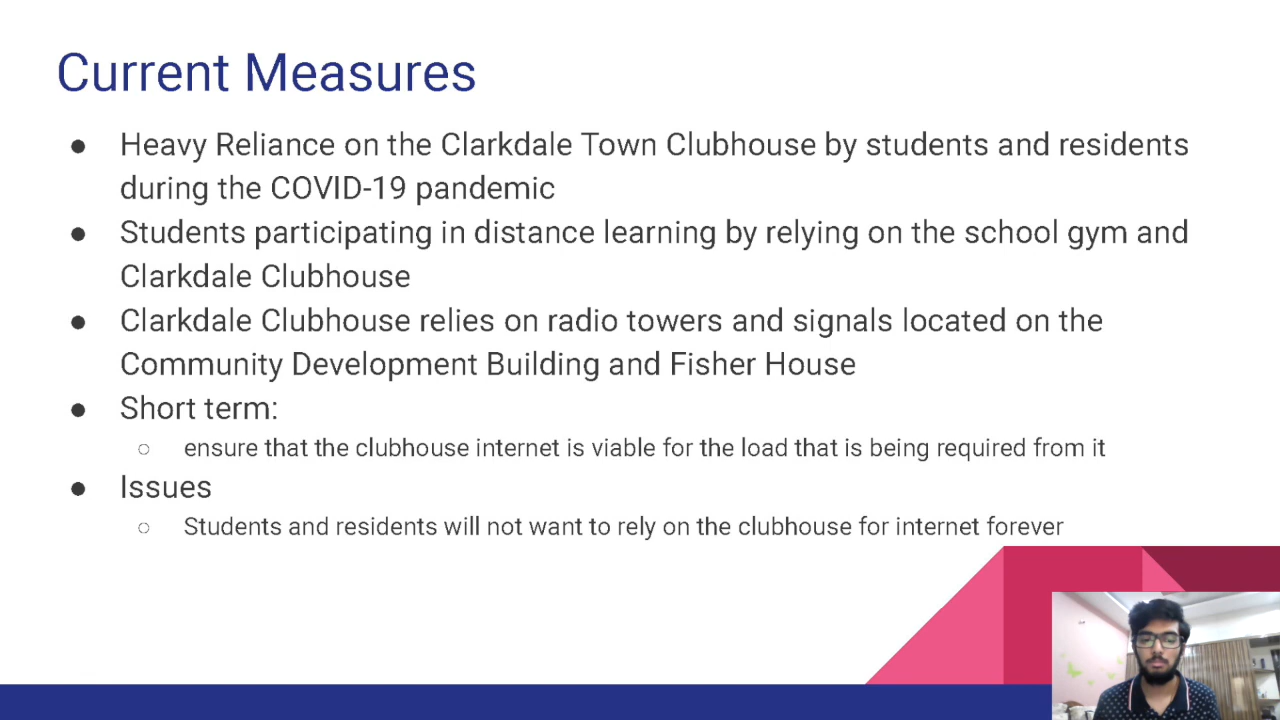 Current Measures
● Heavy Reliance on the Clarkdale Town Clubhouse by students and residents
during the COVID-19 pandemic
● Students participating in distance learning by relying on the school gym and
Clarkdale Clubhouse
● Clarkdale Clubhouse relies on radio towers and signals located on the
Community Development Building and Fisher House
● Short term:
○ ensure that the clubhouse internet is viable for the load that is being required from it
● Issues
○ Students and residents will not want to rely on the clubhouse for internet forever